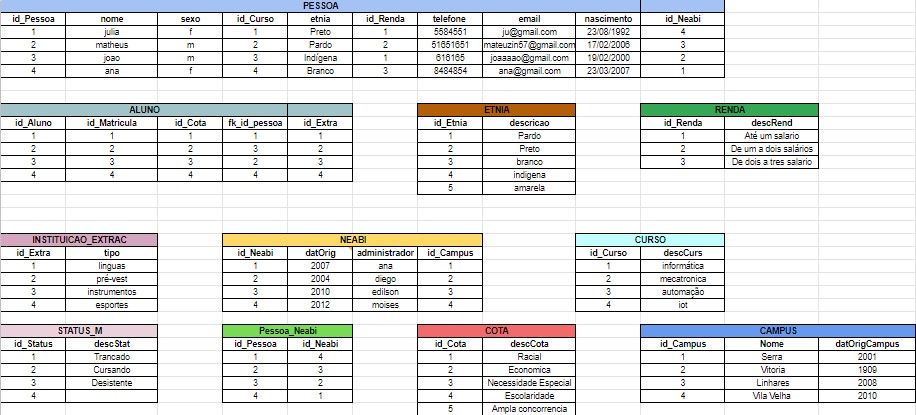 PESSOA
id_Pessoa nome sexo id_Curso etnia id_Renda telefone email nascimento id_Neabi
1 julia f 1 Preto 1 5584551 ju@gmail.com 23/08/1992 4
2 matheus m 2 Pardo 2 51651651 mateuzin57@gmail.com 17/02/2006 3
3 joao m 3 Indígena 1 616165 joaaaao@gmail.com 19/02/2000 2
4 ana f 4 Branco 3 8484854 ana@gmail.com 23/03/2007 1
ALUNO
id_Aluno id_Matricula id_Cota fk_id_pessoa id_Extra
1 1 1 1 1
2 2 2 3 2
3 3 3 2 3
4 4 4 4 4
ETNIA
id_Etnia descricao
1 Pardo
2 Preto
3 branco
4 indigena
5 amarela
RENDA
id_Renda descRend
1 Até um salario
2 De um a dois salários
3 De dois a tres salario
INSTITUICAO_EXTRAC
id_Extra tipo
1 linguas
2 pré-vest
3 instrumentos
4 esportes
NEABI
id_Neabi datOrig administrador id_Campus
1 2007 ana 1
2 2004 diego 2
3 2010 edilson 3
4 2012 moises 4
CURSO
id_Curso descCurs
1 informática
2 mecatronica
3 automação
4 iot
STATUS_M
id_Status descStat
1 Trancado
2 Cursando
3 Desistente
4
Pessoa_Neabi
id_Pessoa id_Neabi
1 4
2 3
3 2
4 1
COTA
id_Cota descCota
1 Racial
2 Economica
3 Necessidade Especial
4 Escolaridade
5 Ampla concorrencia
CAMPUS
id_Campus Nome datOrigCampus
1 Serra 2001
2 Vitoria 1909
3 Linhares 2008
4 Vila Velha 2010